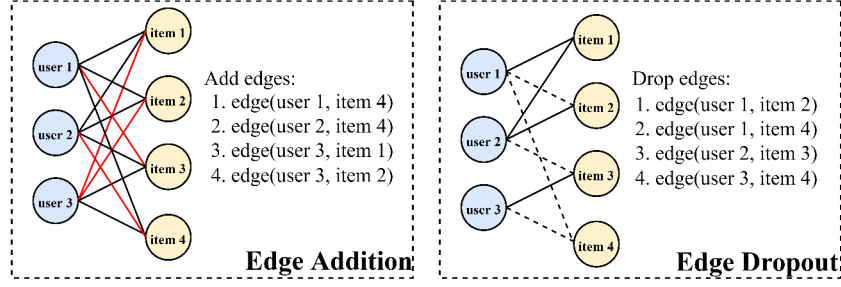 user 1
user 2
user 3
item 1
item 2
item 3
item 4
Add edges:
1. edge(user 1, item 4)
2. edge(user 2, item 4)
3. edge(user 3, item 1)
4. edge(user 3, item 2)
Edge Addition
user 1
user 2
user 3
item 1
item 2
item 3
item 4
Drop edges:
1. edge(user 1, item 2)
2. edge(user 1, item 4)
3. edge(user 2, item 3)
4. edge(user 3, item 4)
Edge Dropout